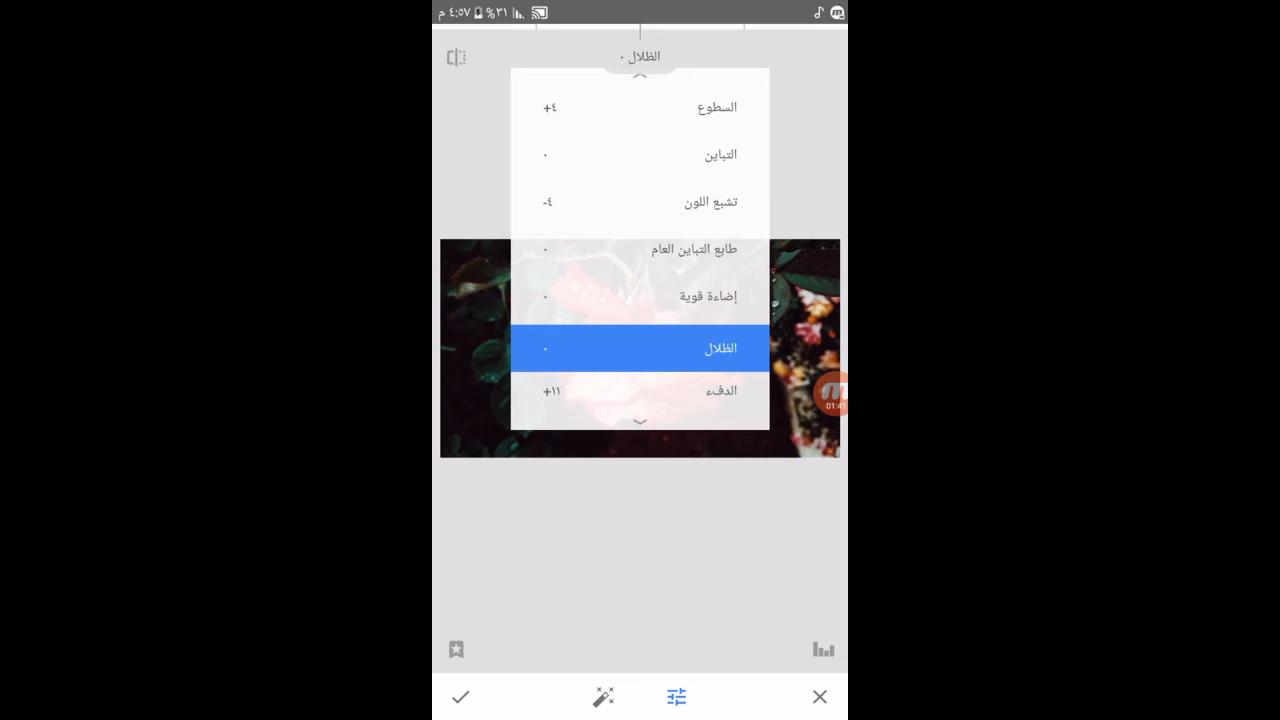 ٤:٥٧ م ٣١%
الظلال ٠
السطوع +٤
التباين ٠
تشبع اللون -٤
طابع التباين العام ٠
إضاءة قوية ٠
الظلال ٠
الدفء +١١
01:41